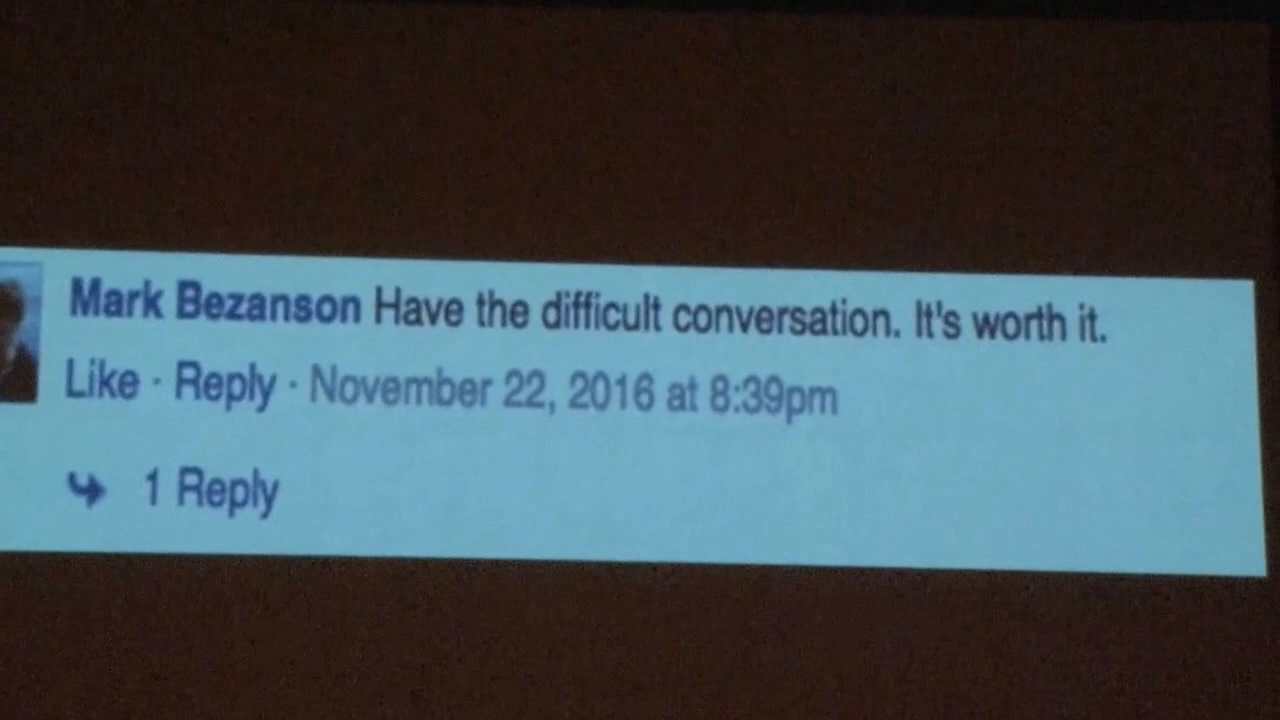 Mark Bezanson Have the difficult conversation. It's worth it.
Like · Reply · November 22, 2016 at 8:39pm
1 Reply